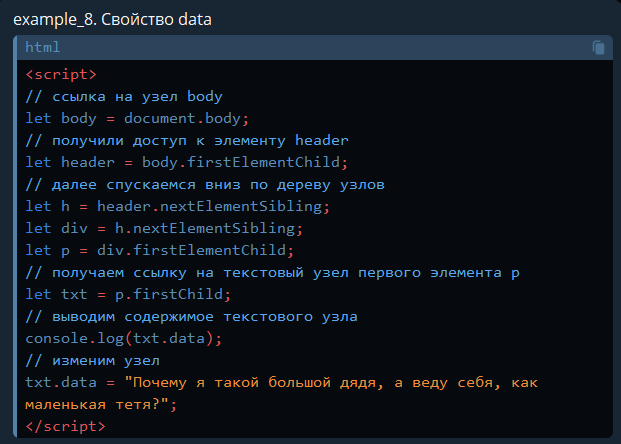 example_8. Свойство data
html
<script>
// ссылка на узел body
let body = document.body;
// получили доступ к элементу header
let header = body.firstElementChild;
// далее спускаемся вниз по дереву узлов
let h = header.nextElementSibling;
let div = h.nextElementSibling;
let p = div.firstElementChild;
// получаем ссылку на текстовый узел первого элемента p
let txt = p.firstChild;
// выводим содержимое текстового узла
console.log(txt.data);
// изменим узел
txt.data = "Почему я такой большой дядя, а веду себя, как
маленькая тетя?";
</script>